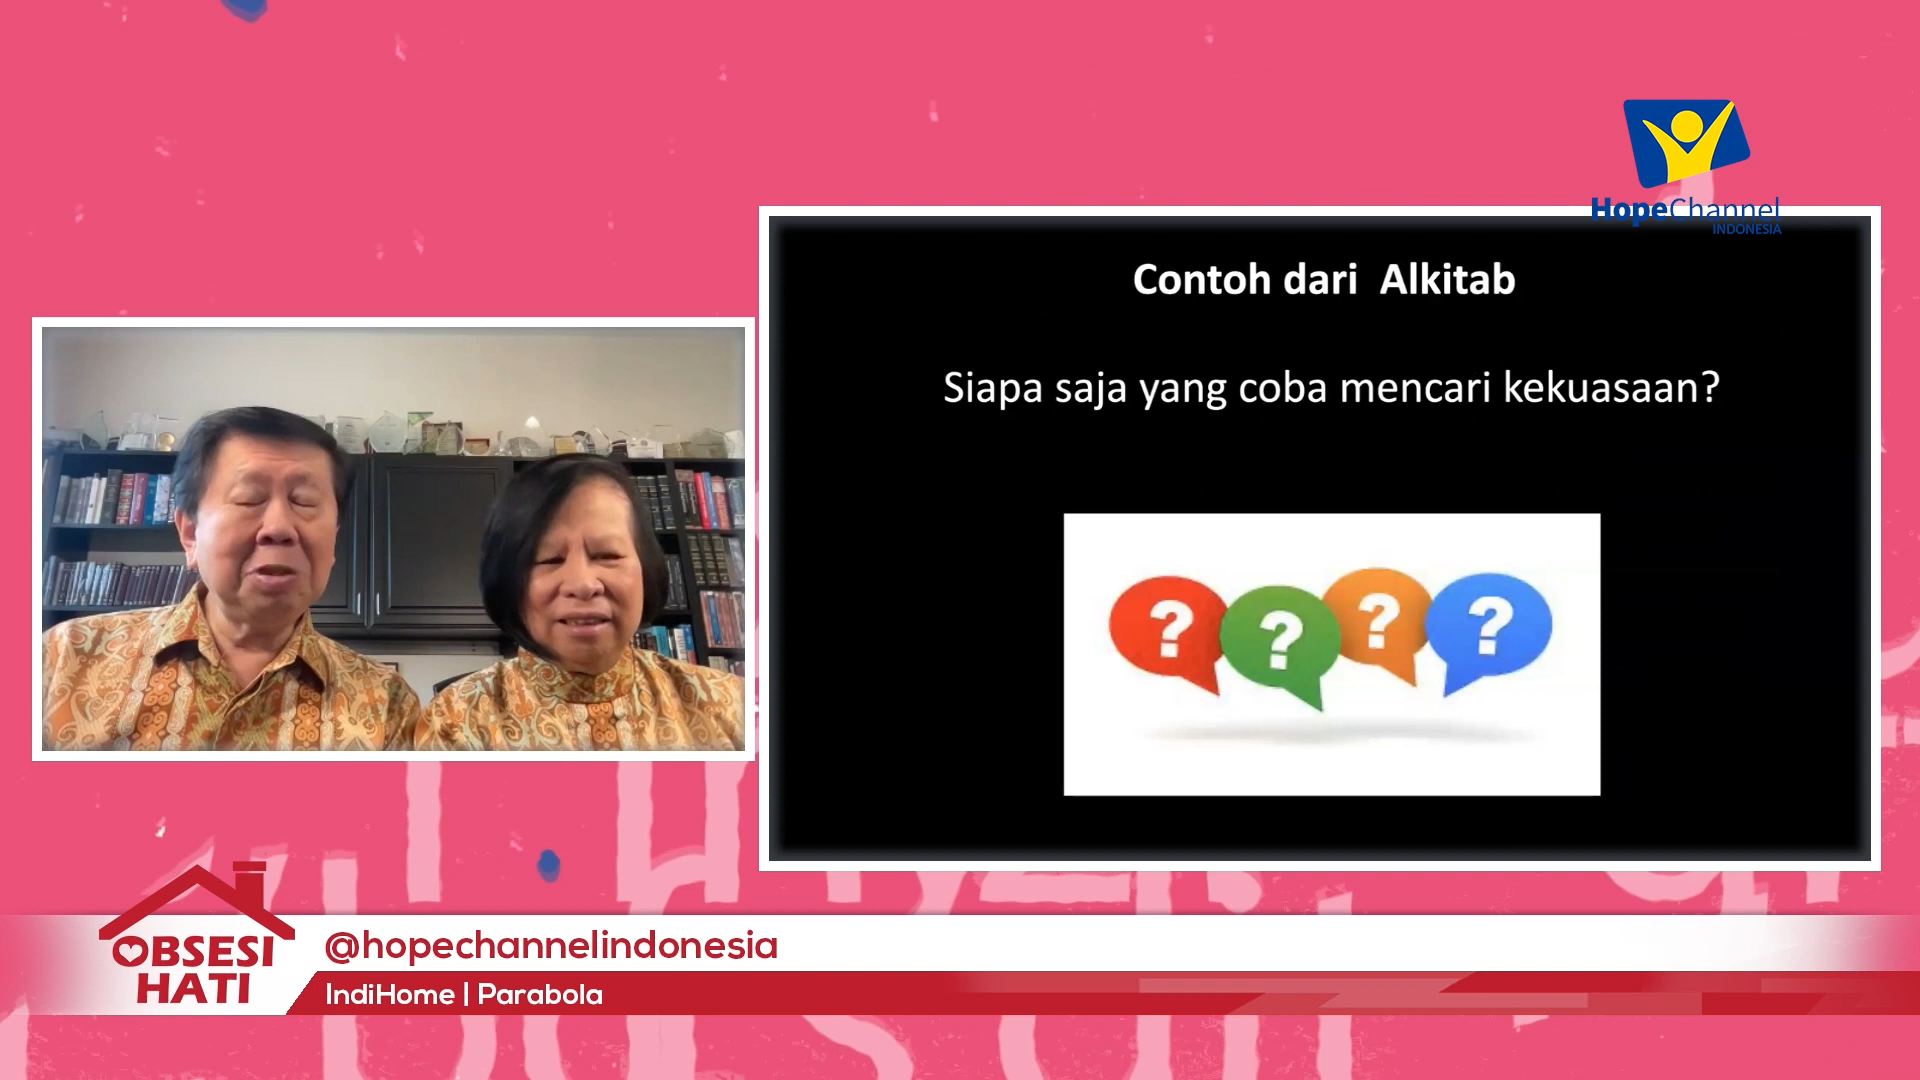 HopeChannel
INDONESIA
Contoh dari Alkitab
Siapa saja yang coba mencari kekuasaan?
? ? ? ?
OBSESI
HATI
@hopechannelindonesia
IndiHome | Parabola